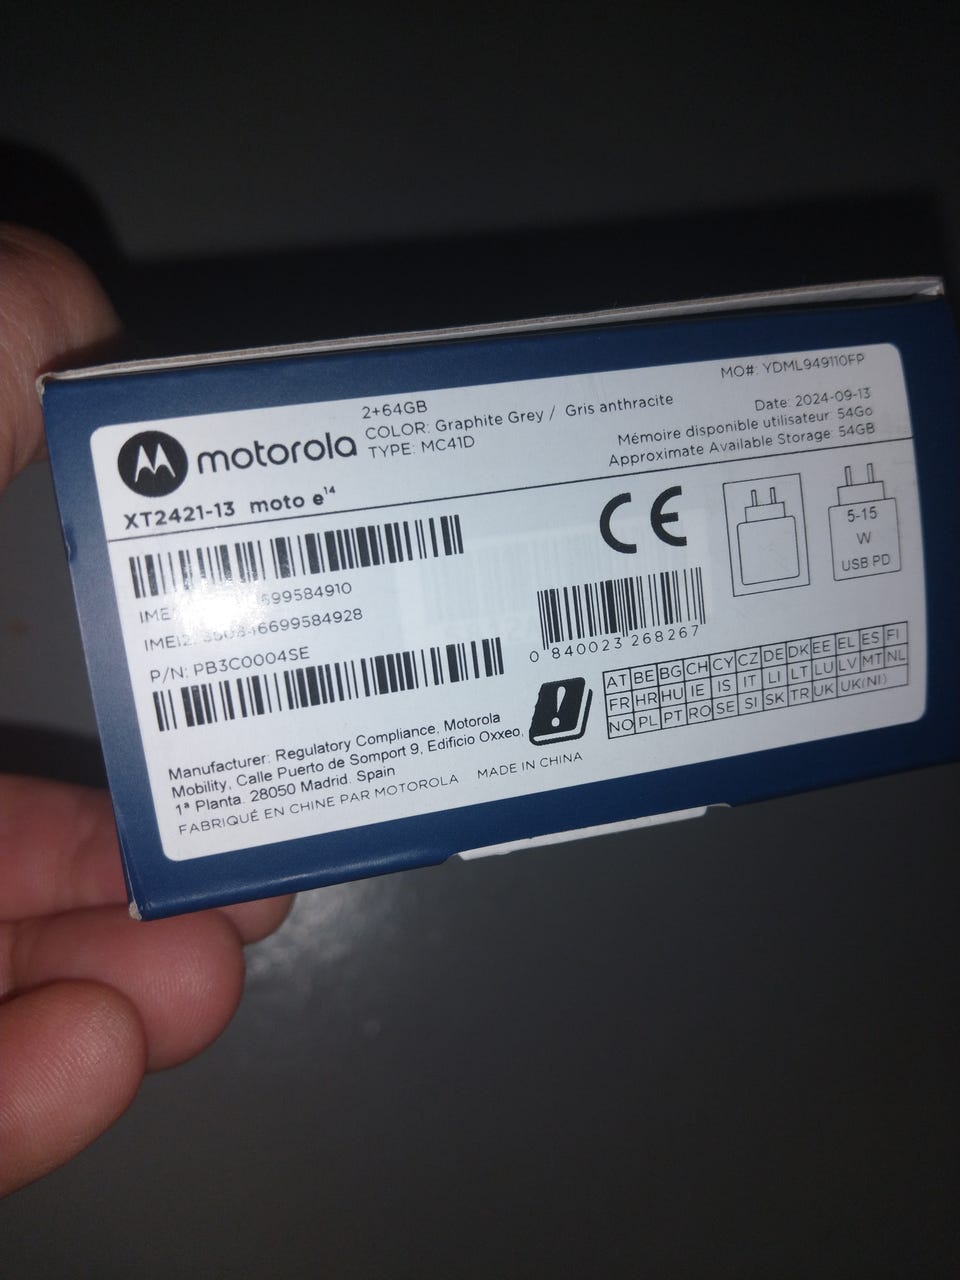 MO#: YDML949110FP
2+64GB
COLOR: Graphite Grey / Gris anthracite
TYPE: MC41D
Date: 2024-09-13
Mémoire disponible utilisateur: 54Go
Approximate Available Storage: 54GB
motorola
XT2421-13 moto e14
CE
5-15
W
USB PD
699584910
IMEI2:
P/N: PB3C0004SE
0 840023 268267
AT BE BG CH CY CZ DE DK EE EL ES FI
FR HR HU IE IS IT LI LT LU LV MT NL
NO PL PT RO SE SI SK TR UK UK(NI)
Manufacturer: Regulatory Compliance, Motorola
Mobility, Calle Puerto de Somport 9, Edificio Oxxeo,
1ª Planta. 28050 Madrid. Spain
FABRIQUÉ EN CHINE PAR MOTOROLA MADE IN CHINA